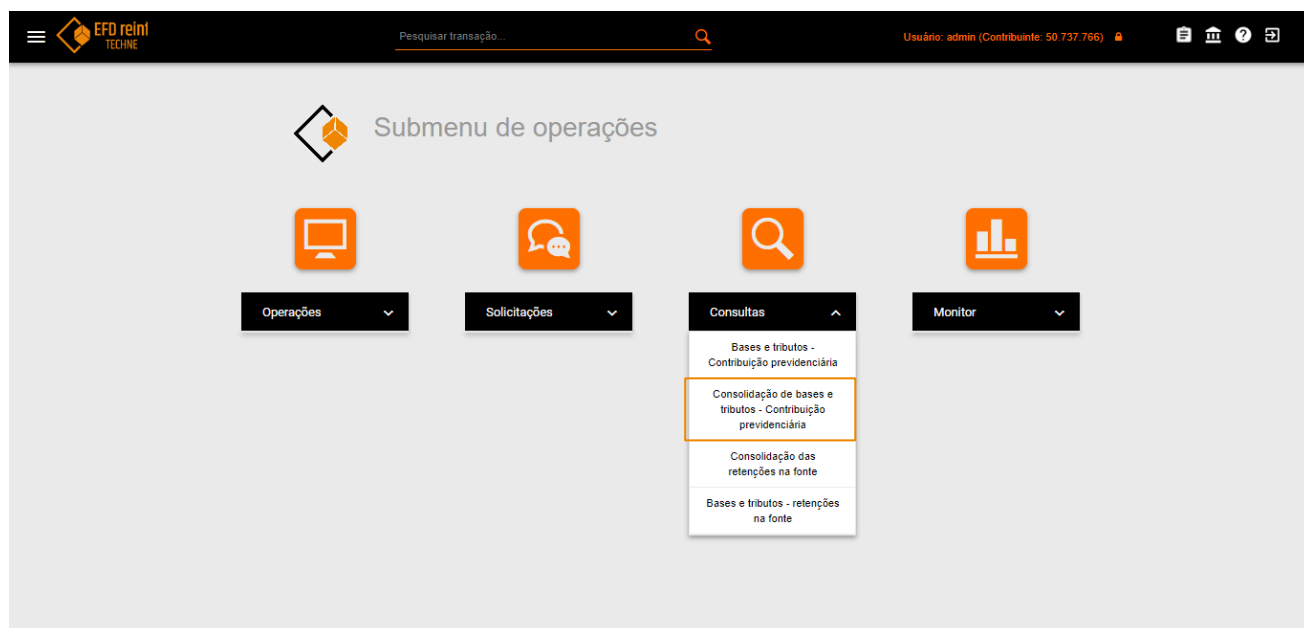 EFD reinf
TECHNE
Pesquisar transação...
Usuário: admin (Contribuinte: 50.737.766)
Submenu de operações
Operações
Solicitações
Consultas
Monitor
Bases e tributos -
Contribuição previdenciária
Consolidação de bases e
tributos - Contribuição
previdenciária
Consolidação das
retenções na fonte
Bases e tributos - retenções
na fonte